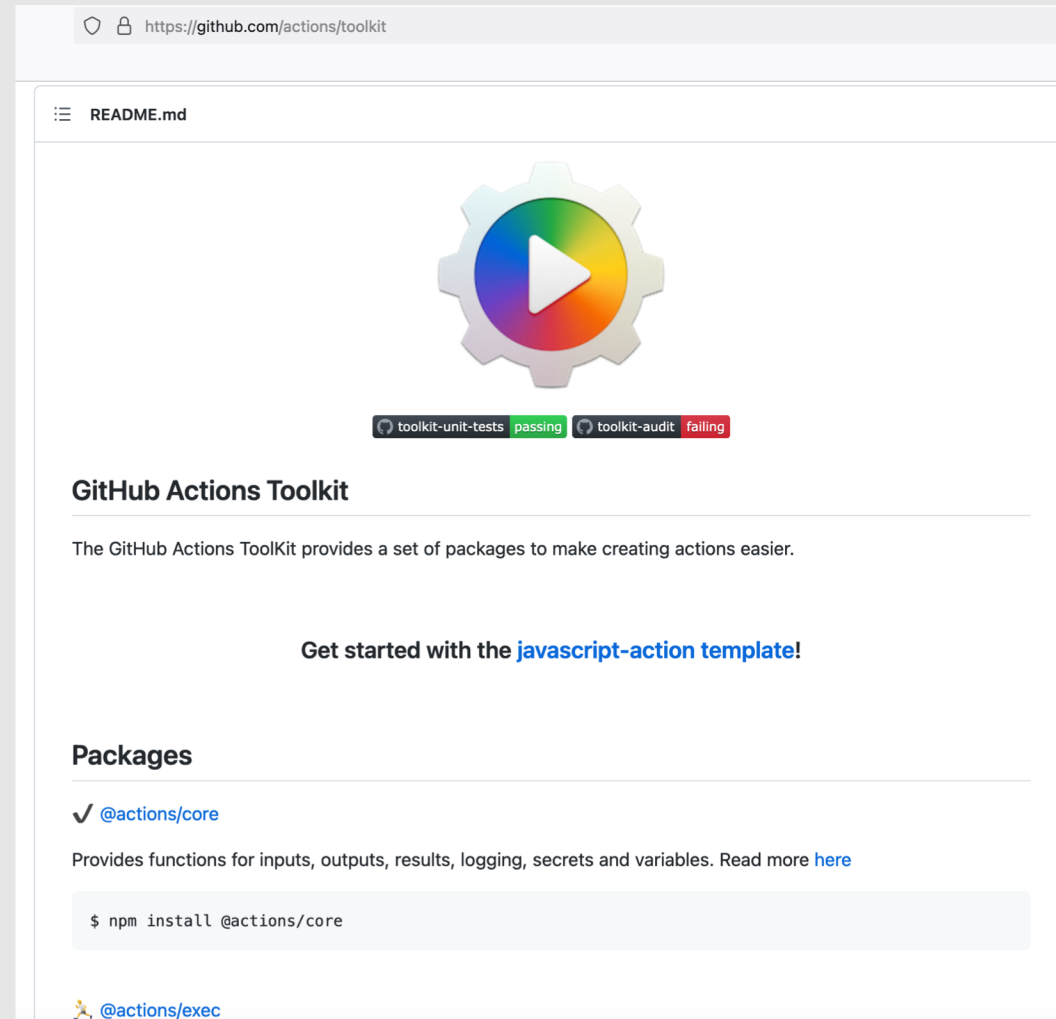 https://github.com/actions/toolkit
README.md
toolkit-unit-tests passing toolkit-audit failing
GitHub Actions Toolkit
The GitHub Actions ToolKit provides a set of packages to make creating actions easier.
Get started with the javascript-action template!
Packages
✔ @actions/core
Provides functions for inputs, outputs, results, logging, secrets and variables. Read more here
$ npm install @actions/core
🏃 @actions/exec